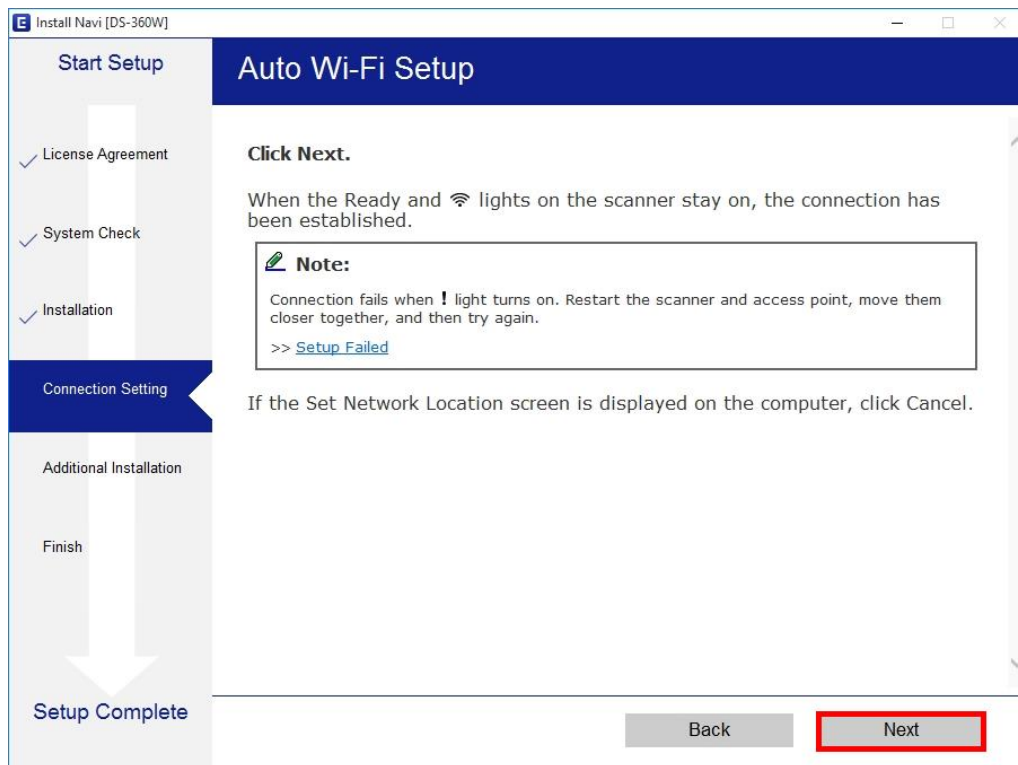 E Install Navi [DS-360W]
Start Setup
License Agreement
System Check
Installation
Connection Setting
Additional Installation
Finish
Setup Complete
Auto Wi-Fi Setup
Click Next.
When the Ready and lights on the scanner stay on, the connection has
been established.
Note:
Connection fails when ! light turns on. Restart the scanner and access point, move them
closer together, and then try again.
>> Setup Failed
If the Set Network Location screen is displayed on the computer, click Cancel.
Back
Next